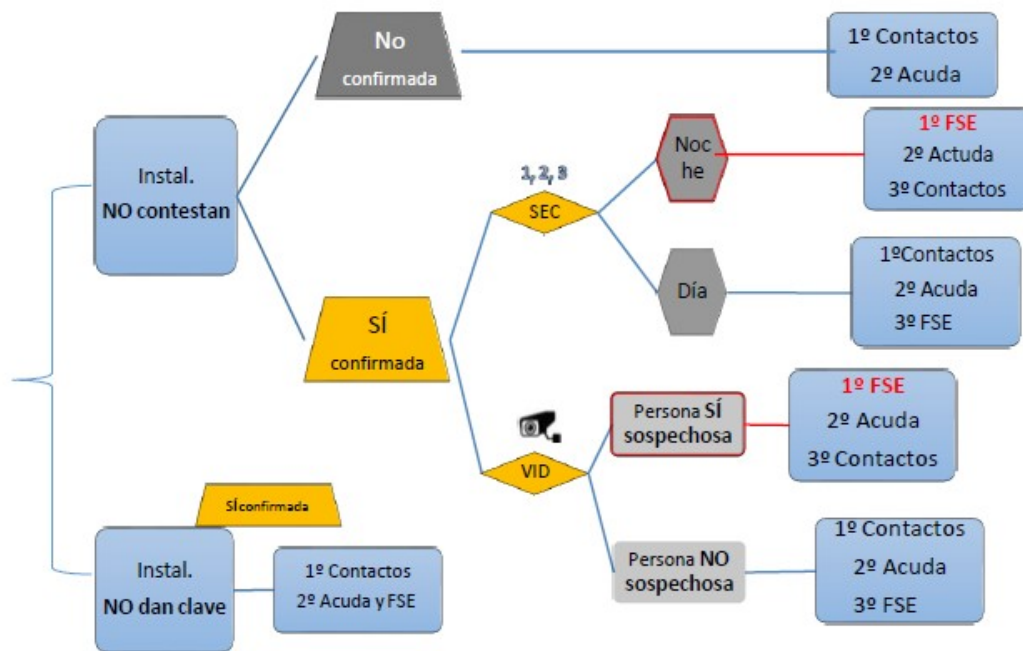 No
confirmada
1º Contactos
2º Acuda
Instal.
NO contestan
1, 2, 3
SEC
Noc
he
1º FSE
2º Actuda
3º Contactos
Día
1ºContactos
2º Acuda
3º FSE
SÍ
confirmada
VID
Persona SÍ
sospechosa
1º FSE
2º Acuda
3º Contactos
Persona NO
sospechosa
1º Contactos
2º Acuda
3º FSE
SÍ confirmada
Instal.
NO dan clave
1º Contactos
2º Acuda y FSE